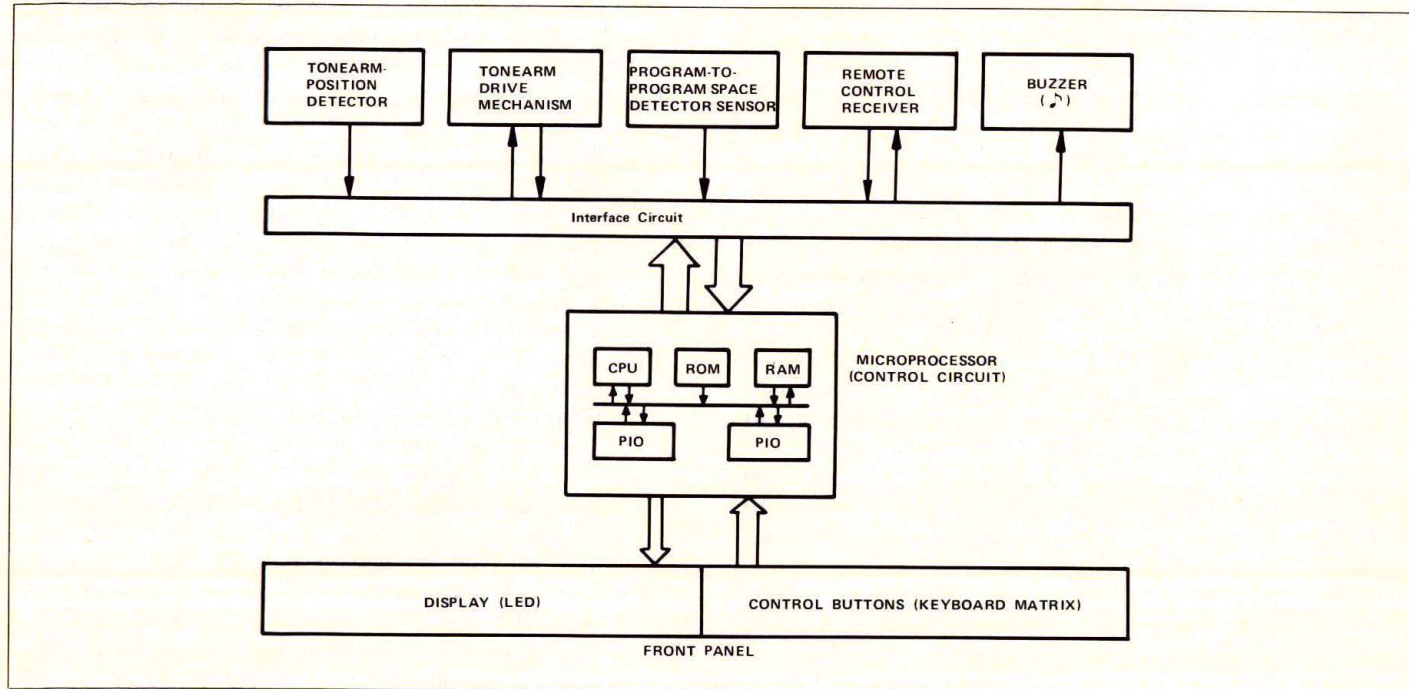 TONEARM-
POSITION
DETECTOR
TONEARM
DRIVE
MECHANISM
PROGRAM-TO-
PROGRAM SPACE
DETECTOR SENSOR
REMOTE
CONTROL
RECEIVER
BUZZER
(♪)
Interface Circuit
CPU
ROM
RAM
MICROPROCESSOR
(CONTROL CIRCUIT)
PIO
PIO
DISPLAY (LED)
CONTROL BUTTONS (KEYBOARD MATRIX)
FRONT PANEL